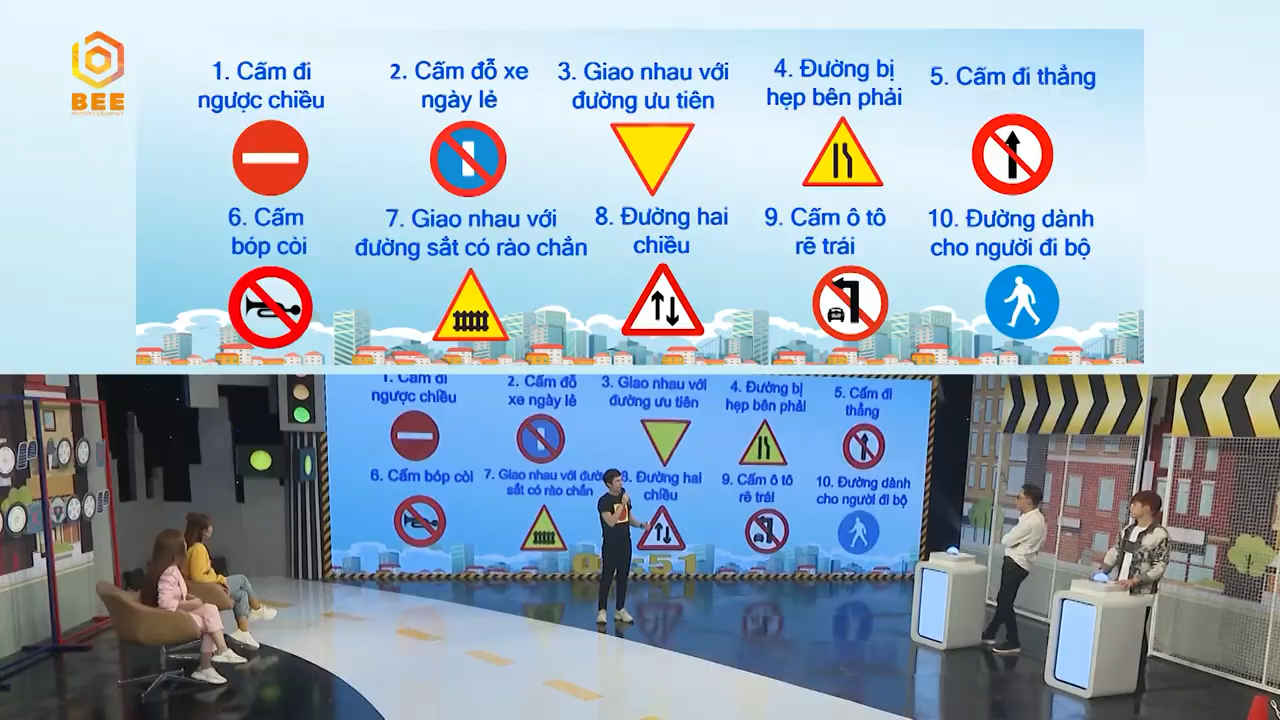 BEE
1. Cấm đi
ngược chiều
2. Cấm đỗ xe
ngày lẻ
3. Giao nhau với
đường ưu tiên
4. Đường bị
hẹp bên phải
5. Cấm đi thẳng
6. Cấm
bóp còi
7. Giao nhau với
đường sắt có rào chắn
8. Đường hai
chiều
9. Cấm ô tô
rẽ trái
10. Đường dành
cho người đi bộ
1. Cấm đi
ngược chiều
2. Cấm đỗ
xe ngày lẻ
3. Giao nhau với
đường ưu tiên
4. Đường bị
hẹp bên phải
5. Cấm đi
thẳng
6. Cấm bóp còi
7. Giao nhau với đườ
sắt có rào chắn
8. Đường hai
chiều
9. Cấm ô tô
rẽ trái
10. Đường dành
cho người đi bộ